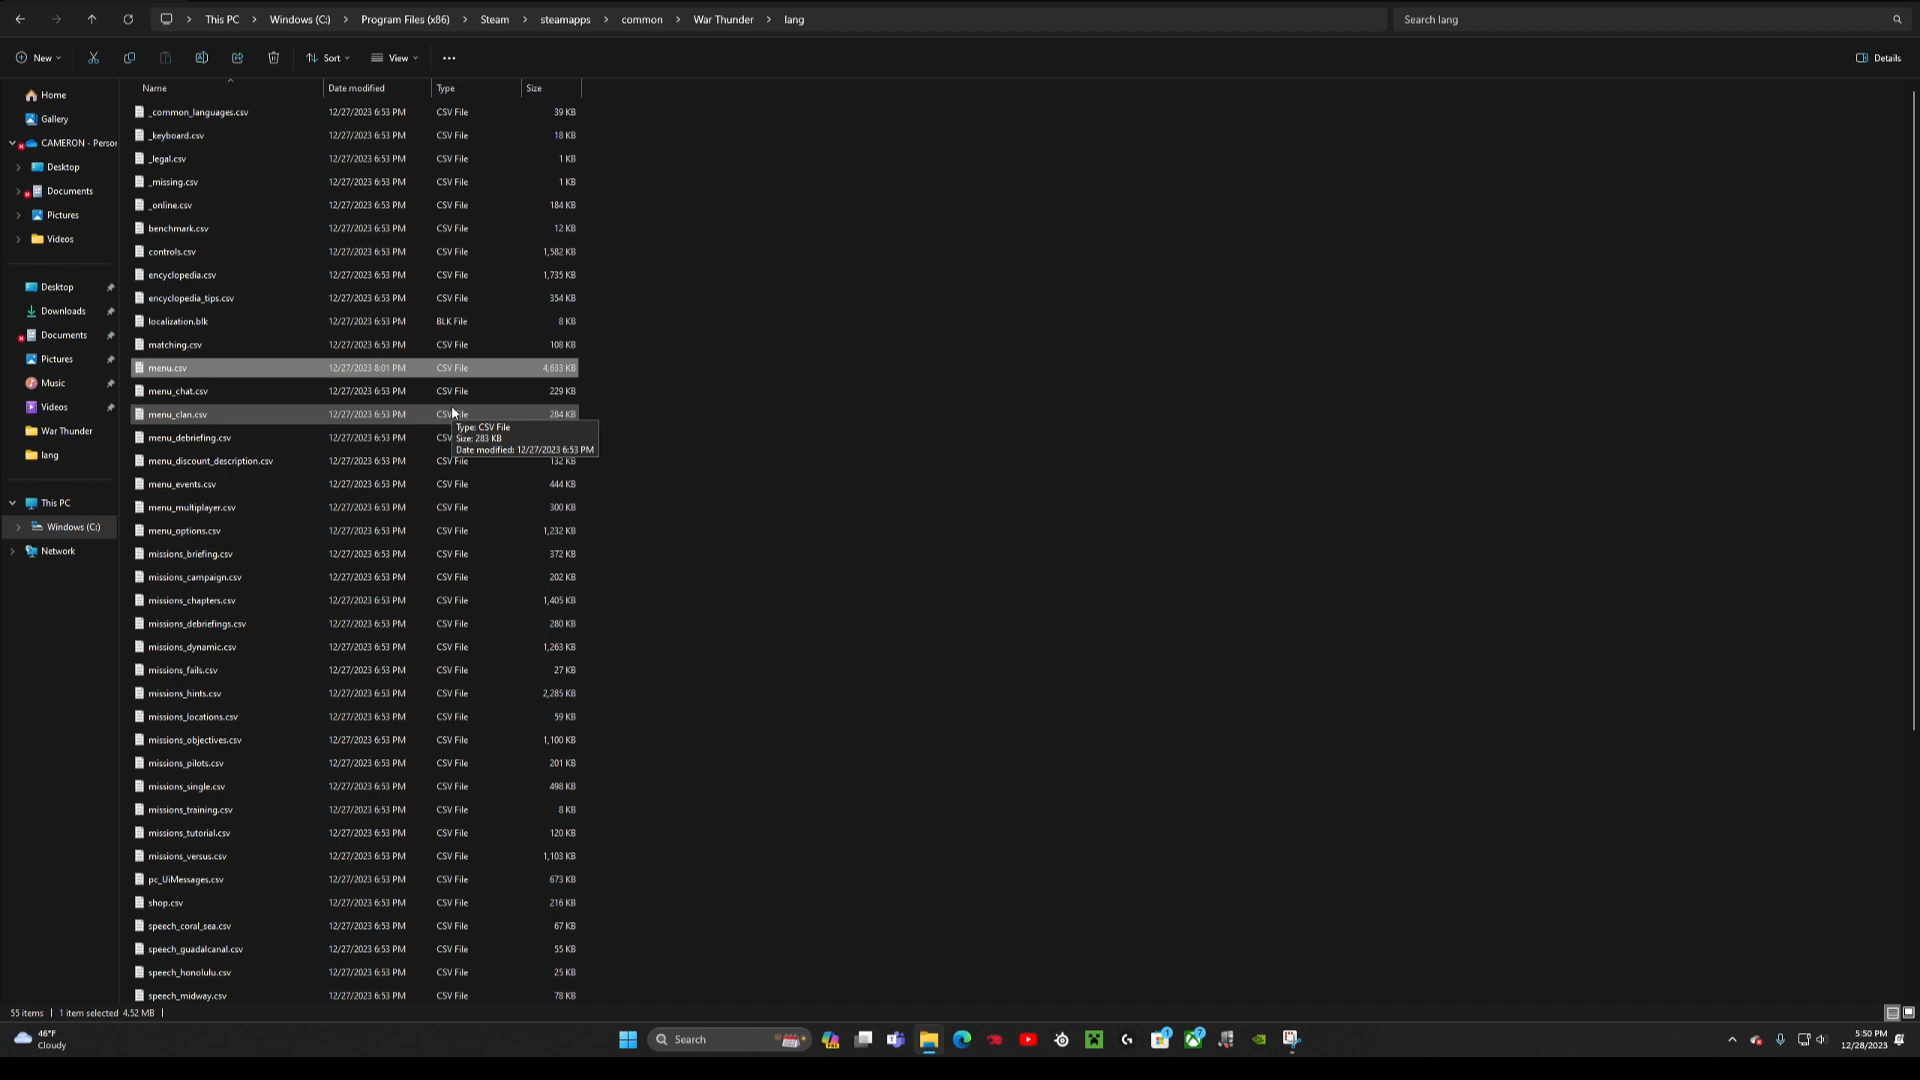 This PC > Windows (C:) > Program Files (x86) > Steam > steamapps > common > War Thunder > lang
Search lang
New
Sort
View
Details
Name Date modified Type Size
_common_languages.csv 12/27/2023 6:53 PM CSV File 39 KB
_keyboard.csv 12/27/2023 6:53 PM CSV File 18 KB
_legal.csv 12/27/2023 6:53 PM CSV File 1 KB
_missing.csv 12/27/2023 6:53 PM CSV File 1 KB
_online.csv 12/27/2023 6:53 PM CSV File 184 KB
benchmark.csv 12/27/2023 6:53 PM CSV File 12 KB
controls.csv 12/27/2023 6:53 PM CSV File 1,582 KB
encyclopedia.csv 12/27/2023 6:53 PM CSV File 1,735 KB
encyclopedia_tips.csv 12/27/2023 6:53 PM CSV File 354 KB
localization.blk 12/27/2023 6:53 PM BLK File 8 KB
matching.csv 12/27/2023 6:53 PM CSV File 108 KB
menu.csv 12/27/2023 8:01 PM CSV File 4,633 KB
menu_chat.csv 12/27/2023 6:53 PM CSV File 229 KB
menu_clan.csv 12/27/2023 6:53 PM CSV File 284 KB
menu_debriefing.csv 12/27/2023 6:53 PM CSV
menu_discount_description.csv 12/27/2023 6:53 PM CSV File 132 KB
menu_events.csv 12/27/2023 6:53 PM CSV File 444 KB
menu_multiplayer.csv 12/27/2023 6:53 PM CSV File 300 KB
menu_options.csv 12/27/2023 6:53 PM CSV File 1,232 KB
missions_briefing.csv 12/27/2023 6:53 PM CSV File 372 KB
missions_campaign.csv 12/27/2023 6:53 PM CSV File 202 KB
missions_chapters.csv 12/27/2023 6:53 PM CSV File 1,405 KB
missions_debriefings.csv 12/27/2023 6:53 PM CSV File 280 KB
missions_dynamic.csv 12/27/2023 6:53 PM CSV File 1,263 KB
missions_fails.csv 12/27/2023 6:53 PM CSV File 27 KB
missions_hints.csv 12/27/2023 6:53 PM CSV File 2,285 KB
missions_locations.csv 12/27/2023 6:53 PM CSV File 59 KB
missions_objectives.csv 12/27/2023 6:53 PM CSV File 1,100 KB
missions_pilots.csv 12/27/2023 6:53 PM CSV File 201 KB
missions_single.csv 12/27/2023 6:53 PM CSV File 498 KB
missions_training.csv 12/27/2023 6:53 PM CSV File 8 KB
missions_tutorial.csv 12/27/2023 6:53 PM CSV File 120 KB
missions_versus.csv 12/27/2023 6:53 PM CSV File 1,103 KB
pc_UiMessages.csv 12/27/2023 6:53 PM CSV File 673 KB
shop.csv 12/27/2023 6:53 PM CSV File 216 KB
speech_coral_sea.csv 12/27/2023 6:53 PM CSV File 67 KB
speech_guadalcanal.csv 12/27/2023 6:53 PM CSV File 55 KB
speech_honolulu.csv 12/27/2023 6:53 PM CSV File 25 KB
speech_midway.csv 12/27/2023 6:53 PM CSV File 78 KB
Type: CSV File
Size: 283 KB
Date modified: 12/27/2023 6:53 PM
Home
Gallery
CAMERON - Person
Desktop
Documents
Pictures
Videos
Desktop
Downloads
Documents
Pictures
Music
Videos
War Thunder
lang
This PC
Windows (C:)
Network
55 items 1 item selected 4.52 MB
46°F
Cloudy
Search
1
7
5:50 PM
12/28/2023